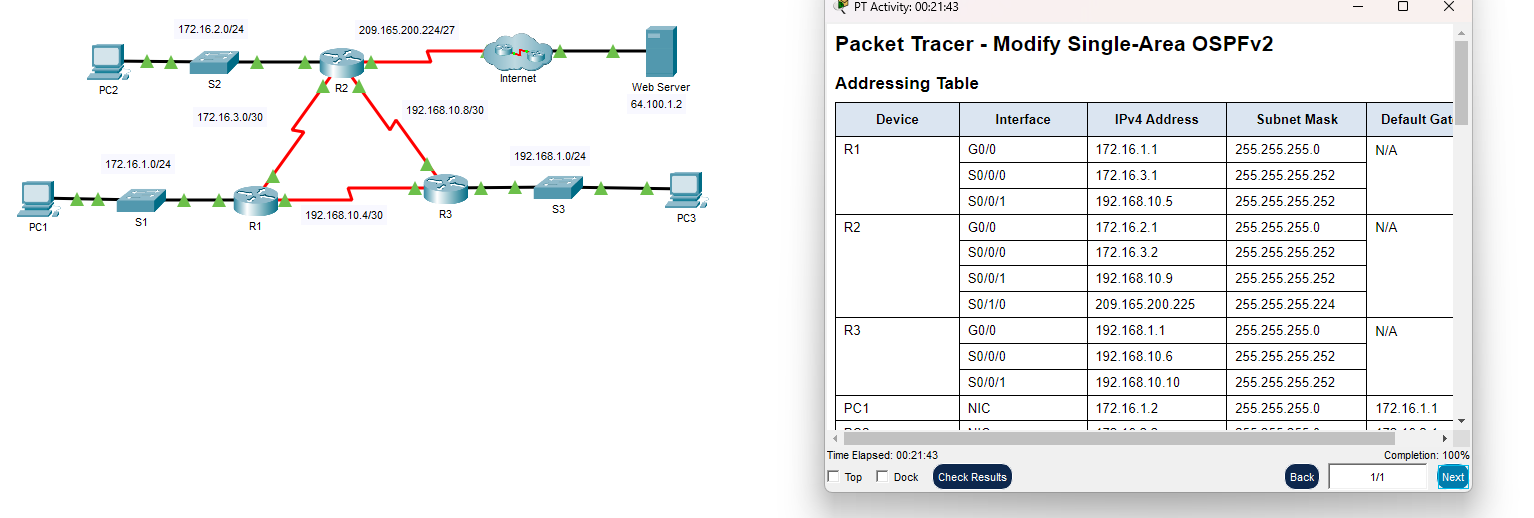 172.16.2.0/24
209.165.200.224/27
PC2
S2
R2
Internet
Web Server
64.100.1.2
172.16.3.0/30
192.168.10.8/30
172.16.1.0/24
192.168.1.0/24
PC1
S1
R1
192.168.10.4/30
R3
S3
PC3
PT Activity: 00:21:43
Packet Tracer - Modify Single-Area OSPFv2
Addressing Table
Device Interface IPv4 Address Subnet Mask Default Gat
R1 G0/0 172.16.1.1 255.255.255.0 N/A
S0/0/0 172.16.3.1 255.255.255.252
S0/0/1 192.168.10.5 255.255.255.252
R2 G0/0 172.16.2.1 255.255.255.0 N/A
S0/0/0 172.16.3.2 255.255.255.252
S0/0/1 192.168.10.9 255.255.255.252
S0/1/0 209.165.200.225 255.255.255.224
R3 G0/0 192.168.1.1 255.255.255.0 N/A
S0/0/0 192.168.10.6 255.255.255.252
S0/0/1 192.168.10.10 255.255.255.252
PC1 NIC 172.16.1.2 255.255.255.0 172.16.1.1
Time Elapsed: 00:21:43 Completion: 100%
Top Dock Check Results Back 1/1 Next